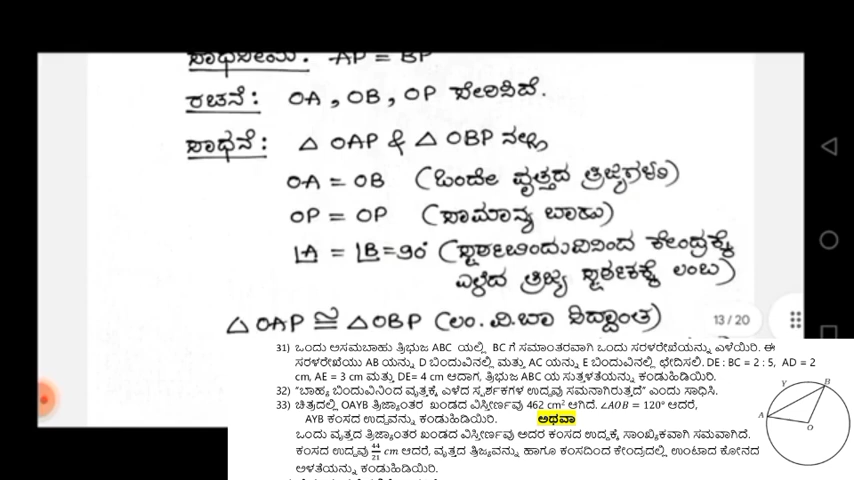 ಸಾಧನೀಯ: AP = BP
ರಚನೆ: OA, OB, OP ಸೇರಿಸಿದೆ.
ಸಾಧನೆ: △ OAP & △ OBP ನಲ್ಲಿ
OA = OB (ಒಂದೇ ವೃತ್ತದ ತ್ರಿಜ್ಯಗಳು)
OP = OP (ಸಾಮಾನ್ಯ ಬಾಹು)
∠A = ∠B = 90° (ಸ್ಪರ್ಶಬಿಂದುವಿನಿಂದ ಕೇಂದ್ರಕ್ಕೆ
ಎಳೆದ ತ್ರಿಜ್ಯ ಸ್ಪರ್ಶಕಕ್ಕೆ ಲಂಬ)
△ OAP ≅ △ OBP (ಲಂ.ವಿ.ಬಾ ಸಿದ್ಧಾಂತ)
13 / 20
31) ಒಂದು ಅಸಮಬಾಹು ತ್ರಿಭುಜ ABC ಯಲ್ಲಿ BC ಗೆ ಸಮಾಂತರವಾಗಿ ಒಂದು ಸರಳರೇಖೆಯನ್ನು ಎಳೆಯಿರಿ. ಈ
ಸರಳರೇಖೆಯು AB ಯನ್ನು D ಬಿಂದುವಿನಲ್ಲಿ ಮತ್ತು AC ಯನ್ನು E ಬಿಂದುವಿನಲ್ಲಿ ಛೇದಿಸಲಿ. DE : BC = 2 : 5, AD = 2
cm, AE = 3 cm ಮತ್ತು DE= 4 cm ಆದಾಗ, ತ್ರಿಭುಜ ABC ಯ ಸುತ್ತಳತೆಯನ್ನು ಕಂಡುಹಿಡಿಯಿರಿ.
32) "ಬಾಹ್ಯ ಬಿಂದುವಿನಿಂದ ವೃತ್ತಕ್ಕೆ ಎಳೆದ ಸ್ಪರ್ಶಕಗಳ ಉದ್ದವು ಸಮನಾಗಿರುತ್ತದೆ" ಎಂದು ಸಾಧಿಸಿ.
33) ಚಿತ್ರದಲ್ಲಿ OAYB ತ್ರಿಜ್ಯಾಂತರ ಖಂಡದ ವಿಸ್ತೀರ್ಣವು 462 cm² ಆಗಿದೆ. ∠AOB = 120° ಆದರೆ,
AYB ಕಂಸದ ಉದ್ದವನ್ನು ಕಂಡುಹಿಡಿಯಿರಿ. ಅಥವಾ
ಒಂದು ವೃತ್ತದ ತ್ರಿಜ್ಯಾಂತರ ಖಂಡದ ವಿಸ್ತೀರ್ಣವು ಅದರ ಕಂಸದ ಉದ್ದಕ್ಕೆ ಸಾಂಖ್ಯಿಕವಾಗಿ ಸಮವಾಗಿದೆ.
ಕಂಸದ ಉದ್ದವು 44/21 cm ಆದರೆ, ವೃತ್ತದ ತ್ರಿಜ್ಯವನ್ನು ಹಾಗೂ ಕಂಸದಿಂದ ಕೇಂದ್ರದಲ್ಲಿ ಉಂಟಾದ ಕೋನದ
ಅಳತೆಯನ್ನು ಕಂಡುಹಿಡಿಯಿರಿ.
Y
B
A
O